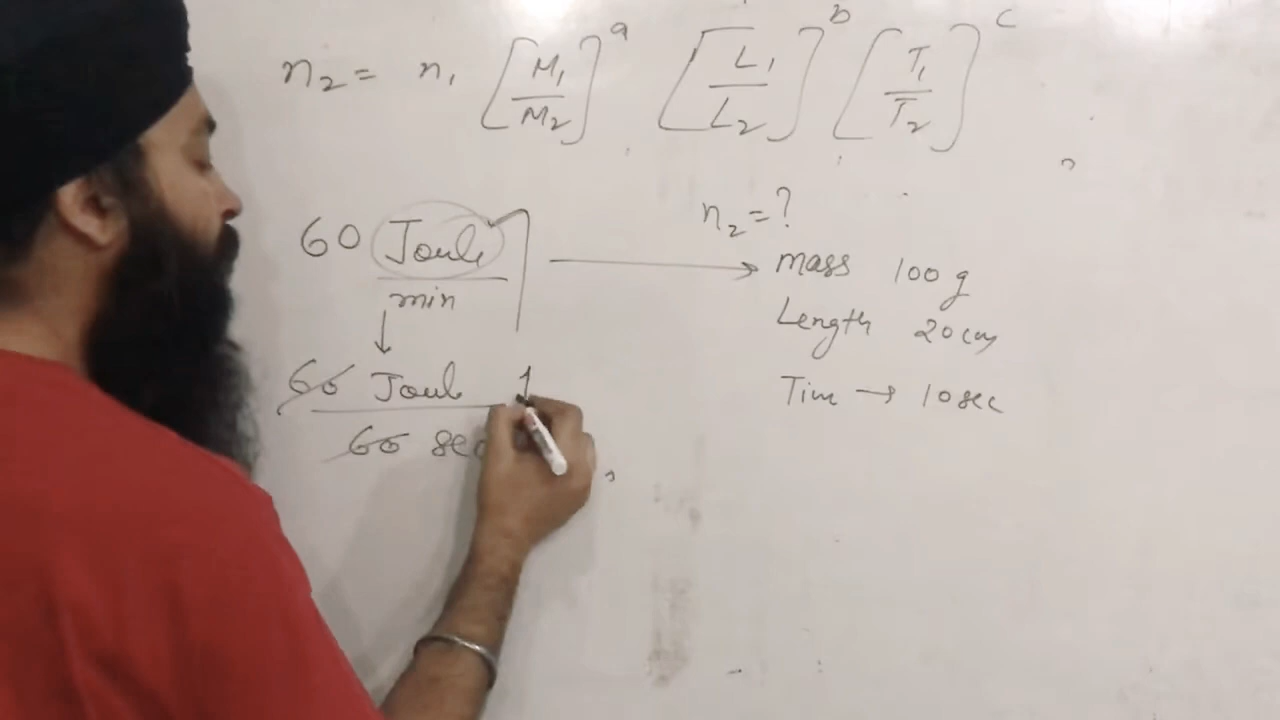 n₂ = n₁ [M₁/M₂]ᵃ [L₁/L₂]ᵇ [T₁/T₂]ᶜ
n₂ = ?
60 Joule
min
mass 100 g
Length 20 cm
Time → 10 sec
60 Joule 1
60 sec